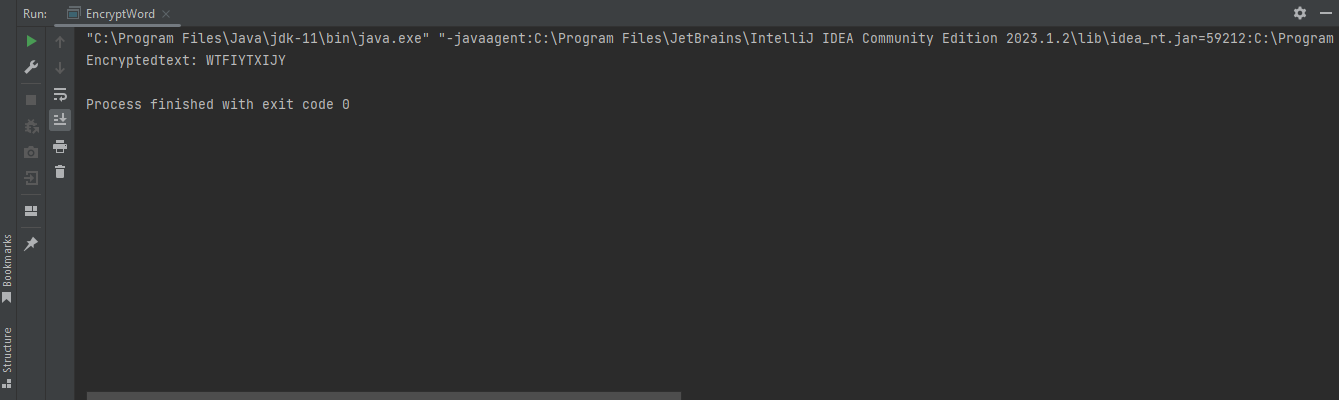 Run: EncryptWord
"C:\Program Files\Java\jdk-11\bin\java.exe" "-javaagent:C:\Program Files\JetBrains\IntelliJ IDEA Community Edition 2023.1.2\lib\idea_rt.jar=59212:C:\Program
Encryptedtext: WTFIYTXIJY
Process finished with exit code 0
Bookmarks
Structure